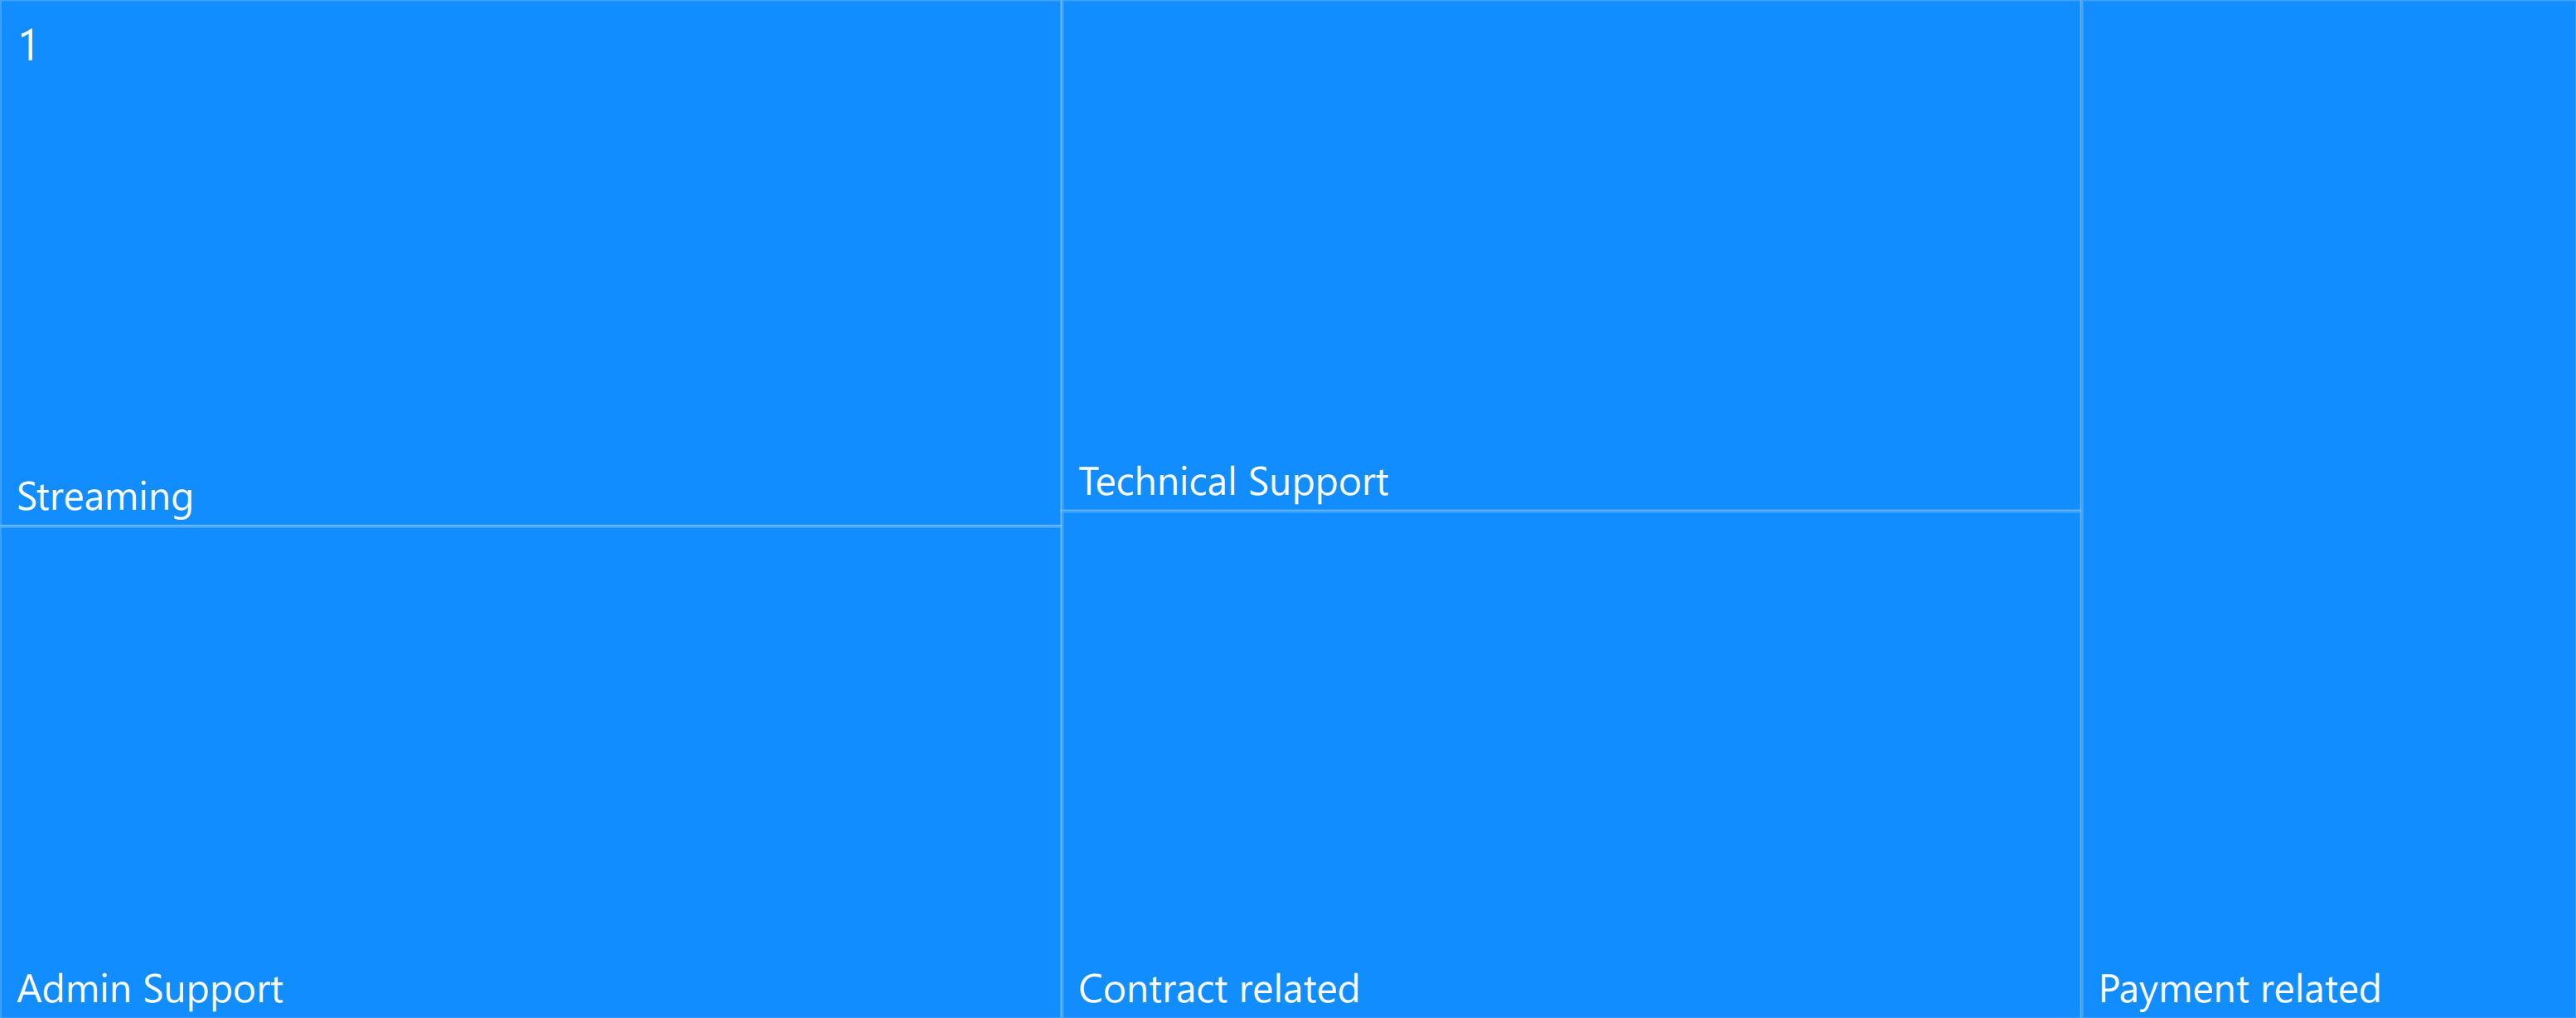 1
Streaming
Technical Support
Admin Support
Contract related
Payment related